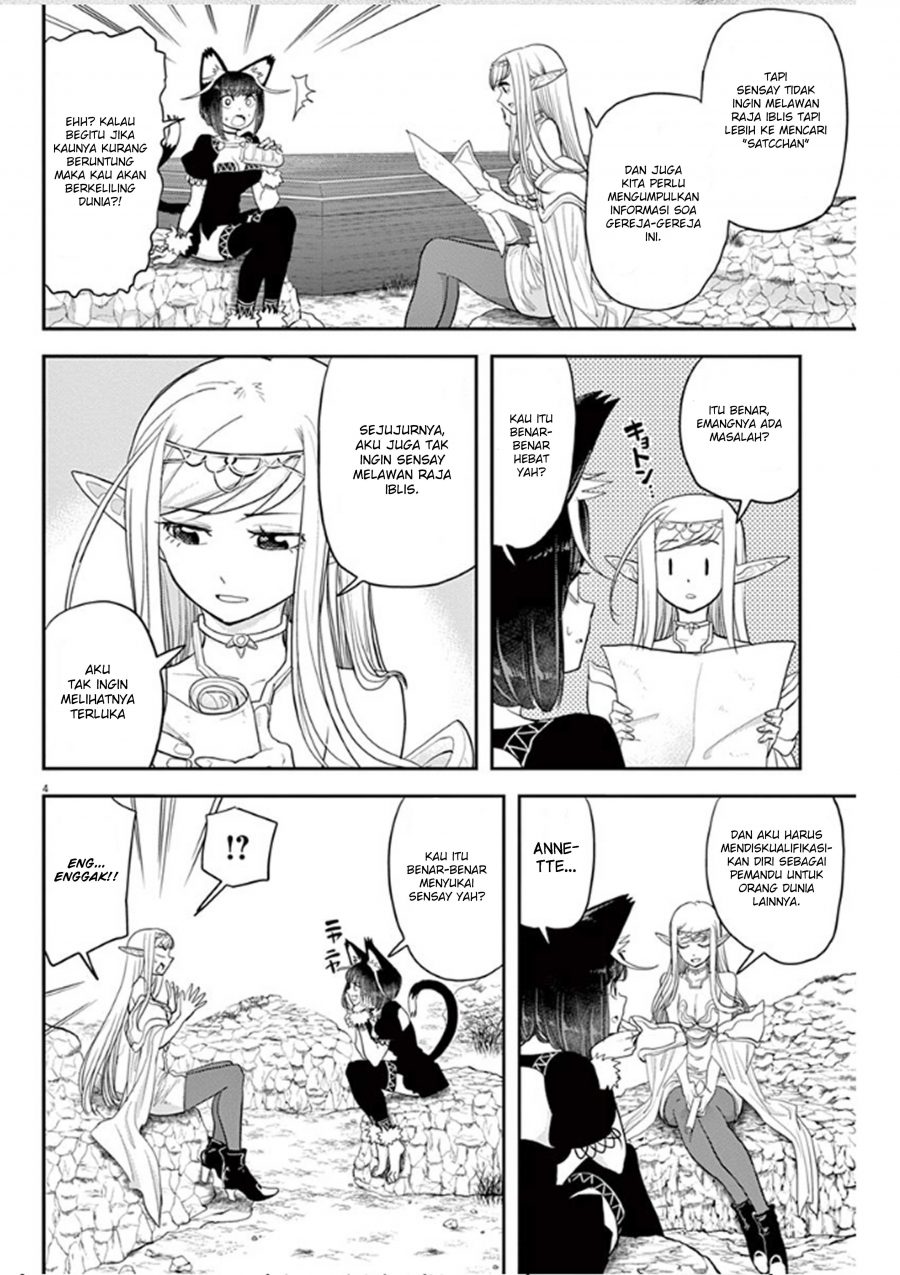 TAPI
SENSAY TIDAK
INGIN MELAWAN
RAJA IBLIS TAPI
LEBIH KE MENCARI
"SATCCHAN"
DAN JUGA
KITA PERLU
MENGUMPULKAN
INFORMASI SOA
GEREJA-GEREJA
INI.
EHH? KALAU
BEGITU JIKA
KAUNYA KURANG
BERUNTUNG
MAKA KAU AKAN
BERKELILING
DUNIA?!
ITU BENAR,
EMANGNYA ADA
MASALAH?
キョトン…
KAU ITU
BENAR-
BENAR
HEBAT
YAH?
SEJUJURNYA,
AKU JUGA TAK
INGIN SENSAY
MELAWAN RAJA
IBLIS.
AKU
TAK INGIN
MELIHATNYA
TERLUKA
4
DAN AKU HARUS
MENDISKUALIFIKASI-
KAN DIRI SEBAGAI
PEMANDU UNTUK
ORANG DUNIA
LAINNYA.
ANNE-
TTE...
KAU ITU
BENAR-BENAR
MENYUKAI
SENSAY YAH?
ニャニャ
!?
ENG...
ENGGAK!!